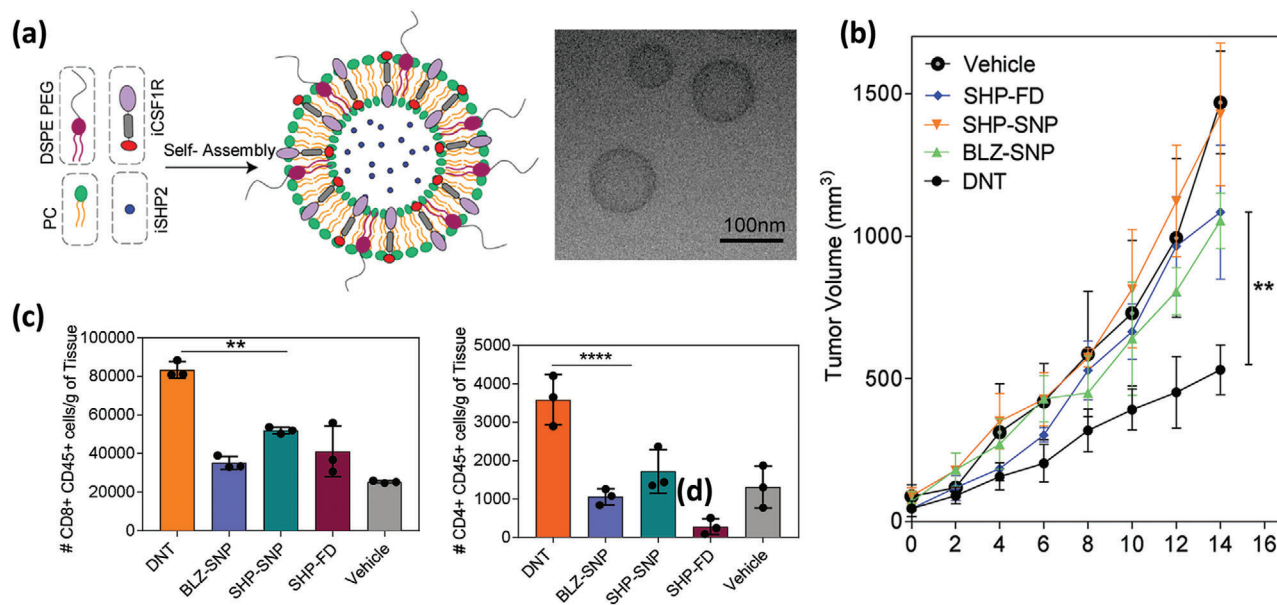 (a)
DSPE PEG
iCSF1R
PC
iSHP2
Self- Assembly
100nm
(b)
Tumor Volume (mm³)
1500
1000
500
0
Vehicle
SHP-FD
SHP-SNP
BLZ-SNP
DNT
**
0 2 4 6 8 10 12 14 16
(c)
# CD8+ CD45+ cells/g of Tissue
100000
80000
60000
40000
20000
0
**
DNT
BLZ-SNP
SHP-SNP
SHP-FD
Vehicle
# CD4+ CD45+ cells/g of Tissue
5000
4000
3000
2000
1000
0
****
(d)
DNT
BLZ-SNP
SHP-SNP
SHP-FD
Vehicle